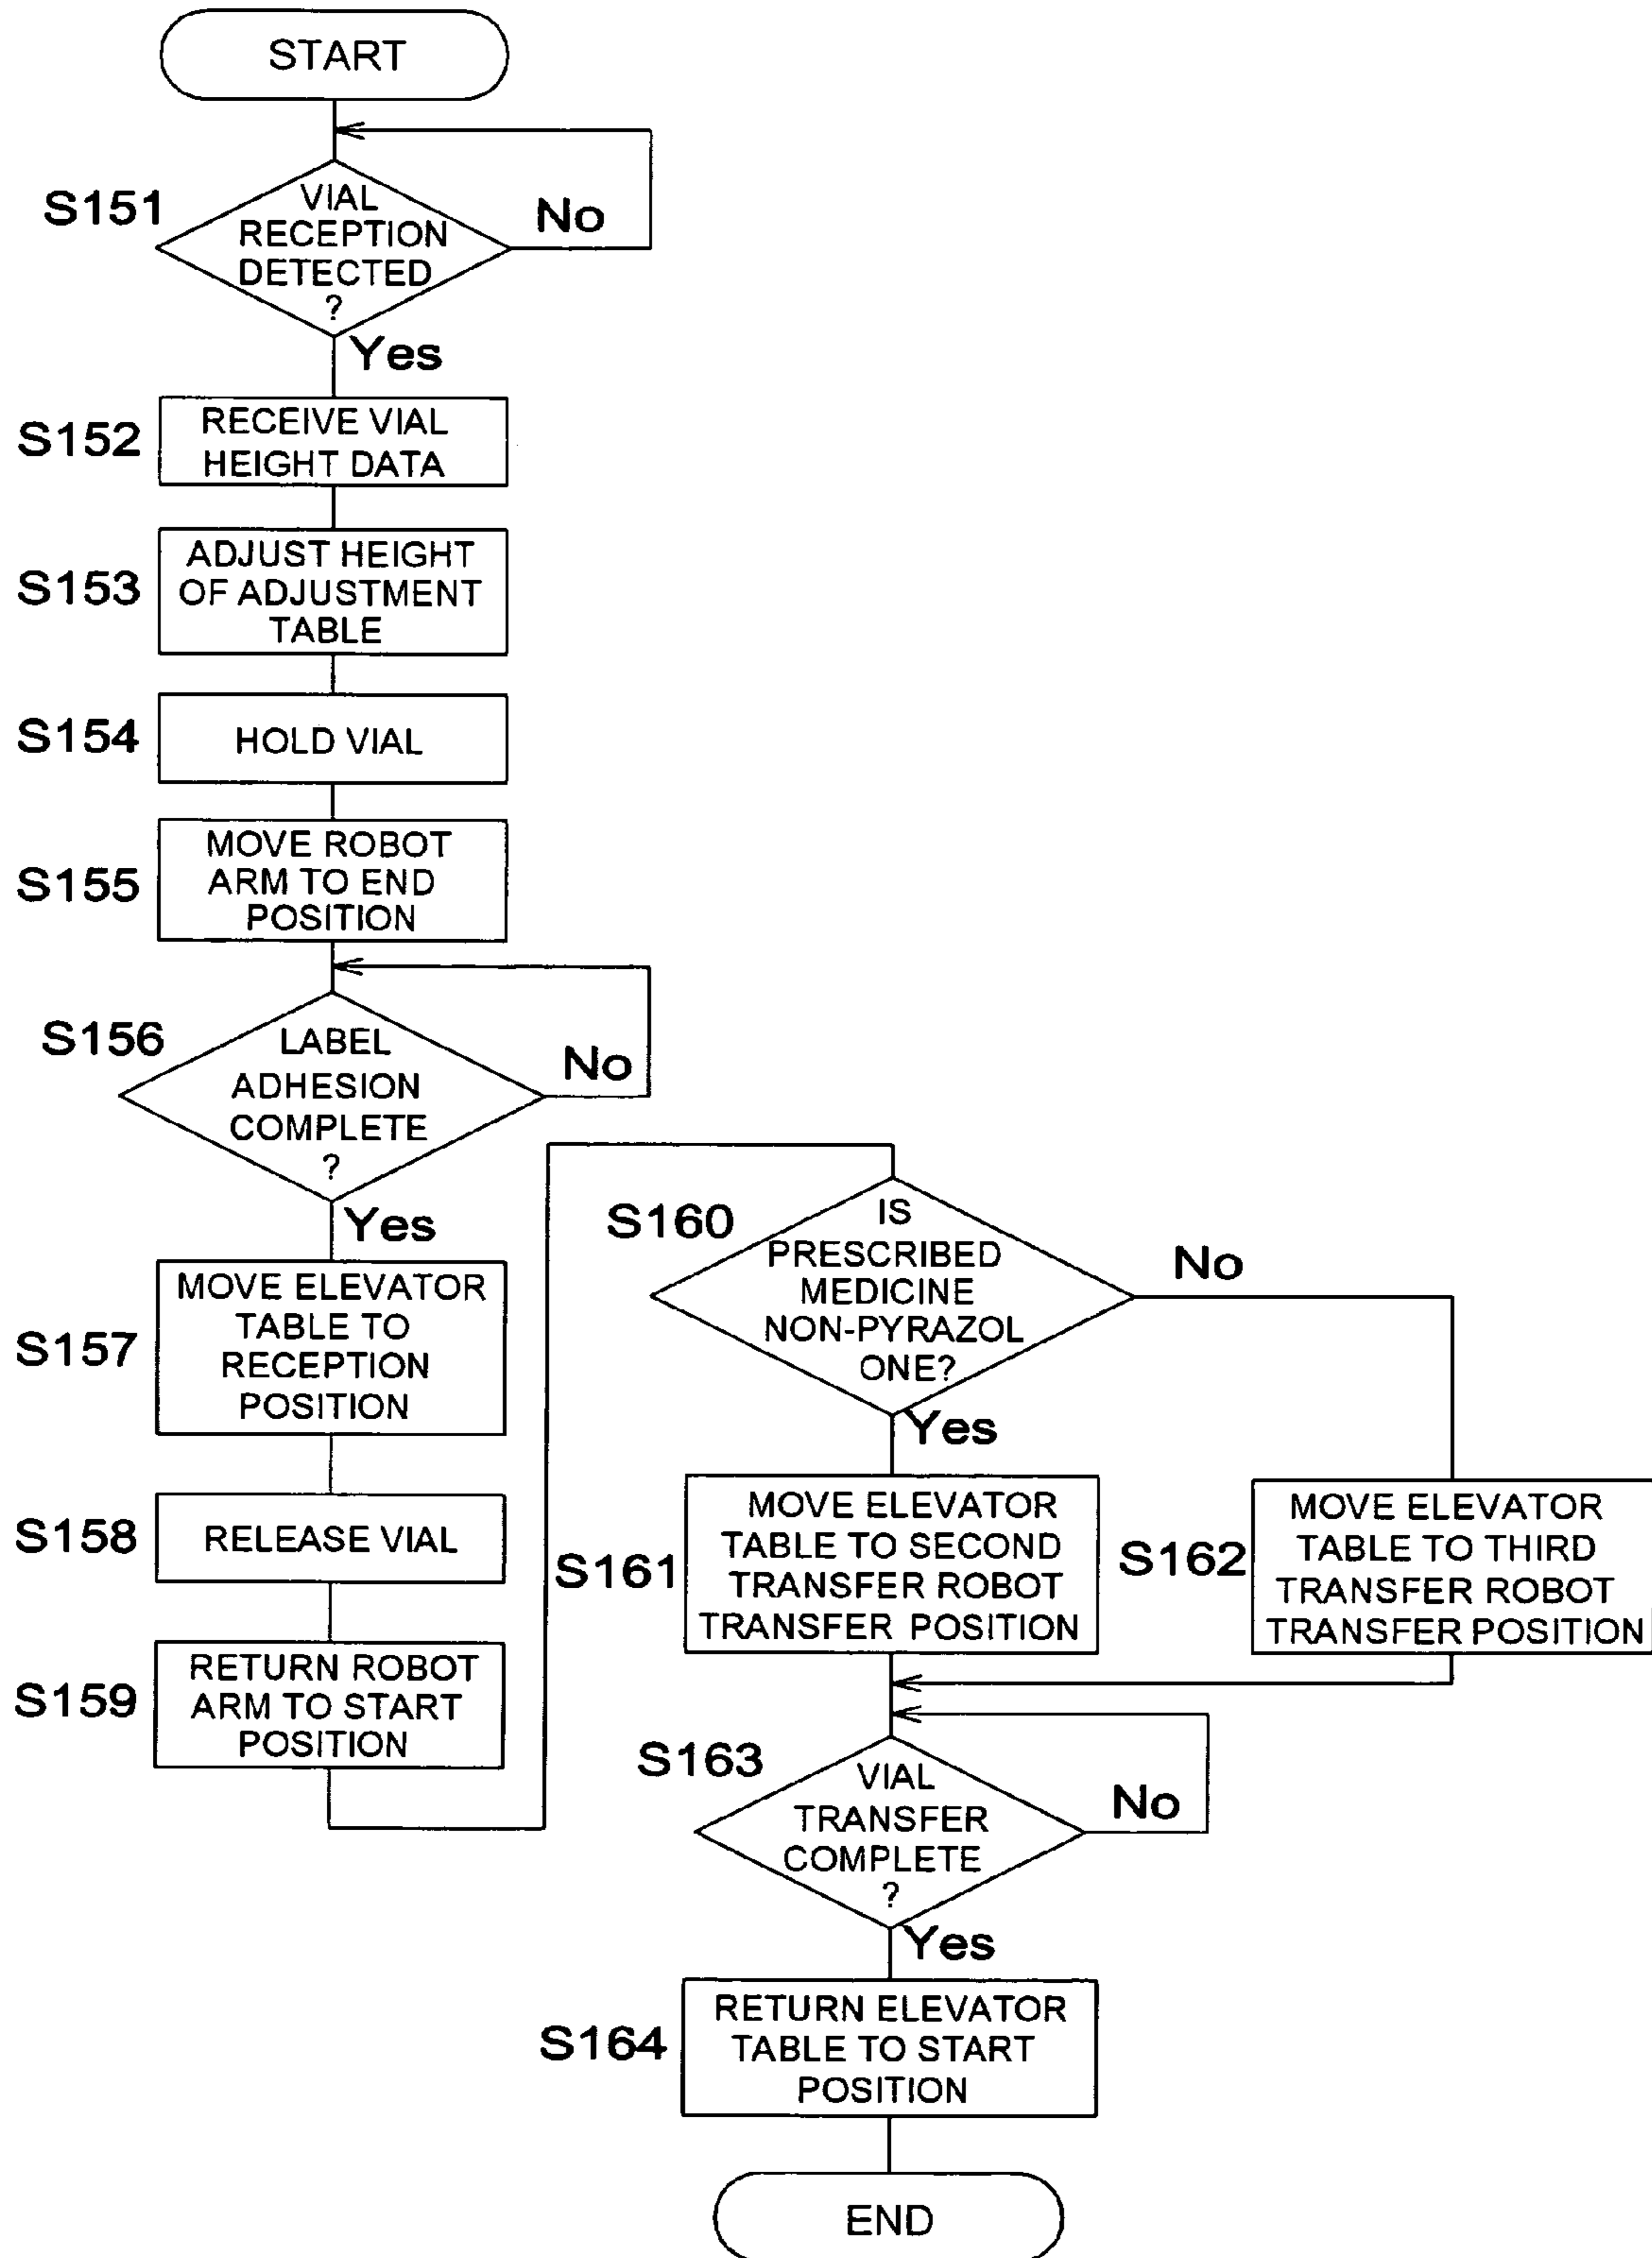 START
S151
VIAL
RECEPTION
DETECTED
?
No
Yes
S152
RECEIVE VIAL
HEIGHT DATA
S153
ADJUST HEIGHT
OF ADJUSTMENT
TABLE
S154
HOLD VIAL
S155
MOVE ROBOT
ARM TO END
POSITION
S156
LABEL
ADHESION
COMPLETE
?
No
Yes
S157
MOVE ELEVATOR
TABLE TO
RECEPTION
POSITION
S158
RELEASE VIAL
S159
RETURN ROBOT
ARM TO START
POSITION
S160
IS
PRESCRIBED
MEDICINE
NON-PYRAZOL
ONE?
No
Yes
S161
MOVE ELEVATOR
TABLE TO SECOND
TRANSFER ROBOT
TRANSFER POSITION
S162
MOVE ELEVATOR
TABLE TO THIRD
TRANSFER ROBOT
TRANSFER POSITION
S163
VIAL
TRANSFER
COMPLETE
?
No
Yes
S164
RETURN ELEVATOR
TABLE TO START
POSITION
END